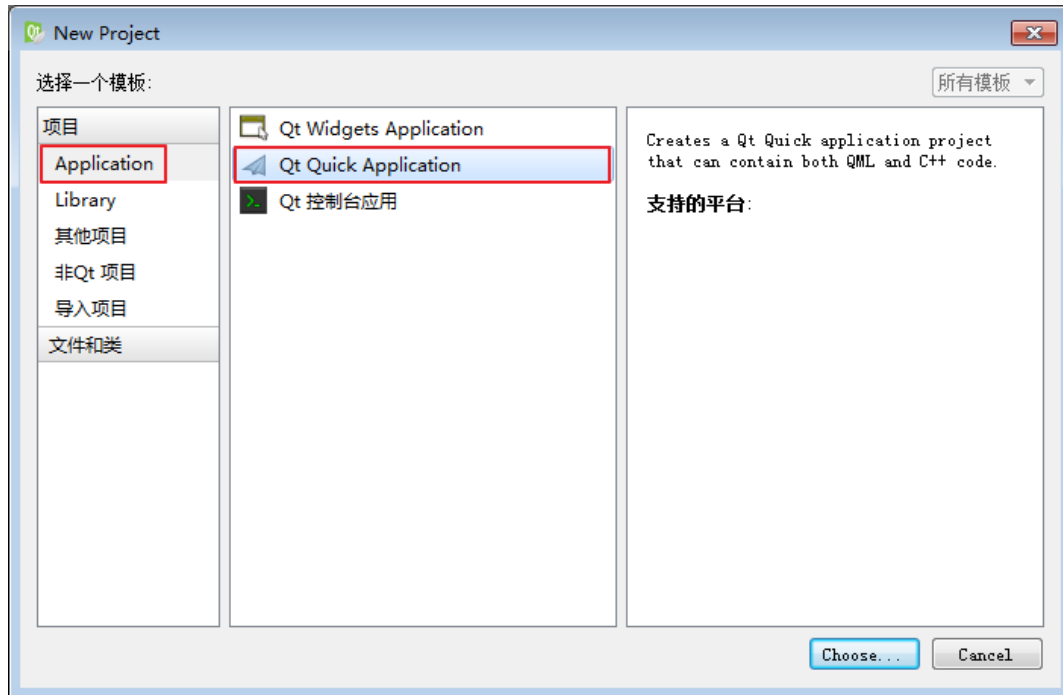 New Project
选择一个模板:
所有模板
项目
Application
Library
其他项目
非Qt 项目
导入项目
文件和类
Qt Widgets Application
Qt Quick Application
Qt 控制台应用
Creates a Qt Quick application project
that can contain both QML and C++ code.
支持的平台:
Choose...
Cancel